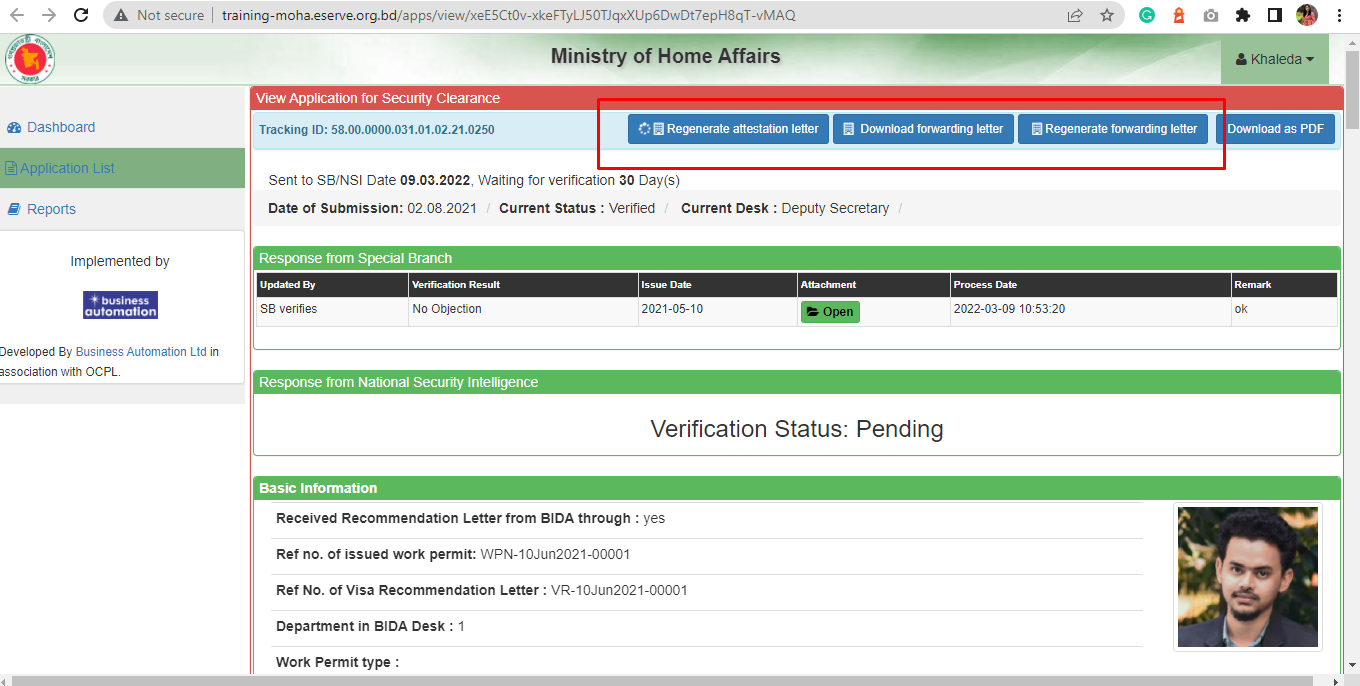 Not secure | training-moha.eserve.org.bd/apps/view/xeE5Ct0v-xkeFTyLJ50TJqxXUp6DwDt7epH8qT-vMAQ
Ministry of Home Affairs
Khaleda
Dashboard
Application List
Reports
Implemented by
business
automation
Developed By Business Automation Ltd in
association with OCPL.
View Application for Security Clearance
Tracking ID: 58.00.0000.031.01.02.21.0250
Regenerate attestation letter
Download forwarding letter
Regenerate forwarding letter
Download as PDF
Sent to SB/NSI Date 09.03.2022, Waiting for verification 30 Day(s)
Date of Submission: 02.08.2021 / Current Status : Verified / Current Desk : Deputy Secretary /
Response from Special Branch
Updated By Verification Result Issue Date Attachment Process Date Remark
SB verifies No Objection 2021-05-10 Open 2022-03-09 10:53:20 ok
Response from National Security Intelligence
Verification Status: Pending
Basic Information
Received Recommendation Letter from BIDA through : yes
Ref no. of issued work permit: WPN-10Jun2021-00001
Ref No. of Visa Recommendation Letter : VR-10Jun2021-00001
Department in BIDA Desk : 1
Work Permit type :